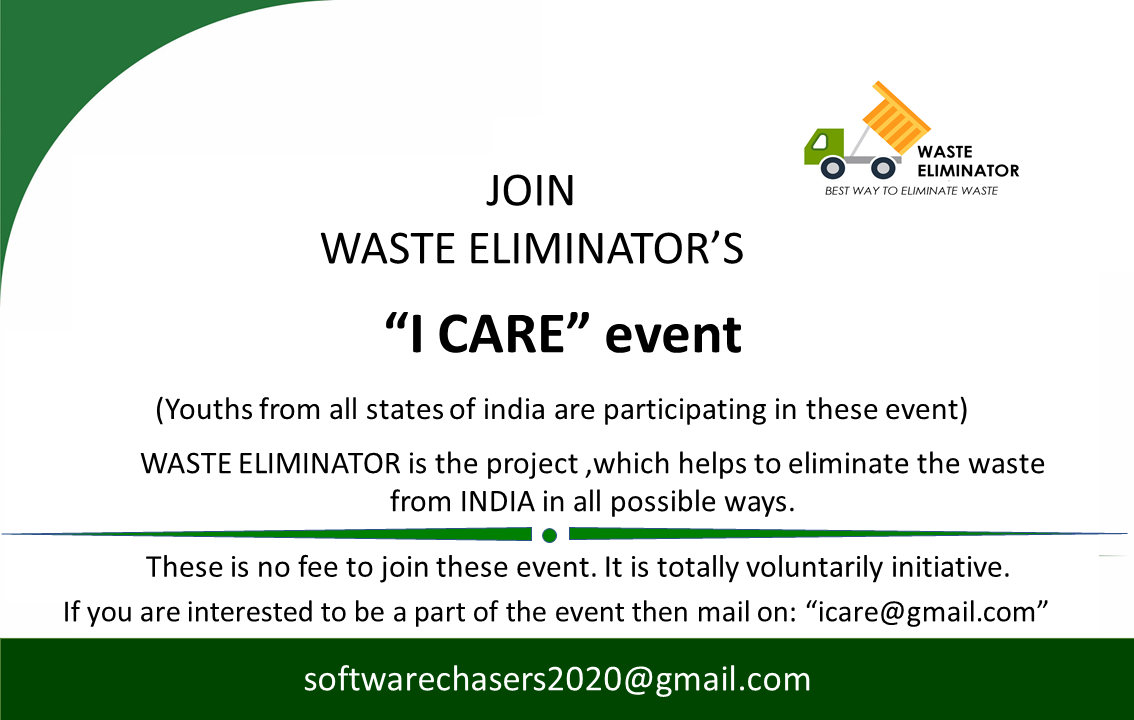 WASTE
ELIMINATOR
BEST WAY TO ELIMINATE WASTE
JOIN
WASTE ELIMINATOR’S
“I CARE” event
(Youths from all states of india are participating in these event)
WASTE ELIMINATOR is the project ,which helps to eliminate the waste
from INDIA in all possible ways.
These is no fee to join these event. It is totally voluntarily initiative.
If you are interested to be a part of the event then mail on: “icare@gmail.com”
softwarechasers2020@gmail.com